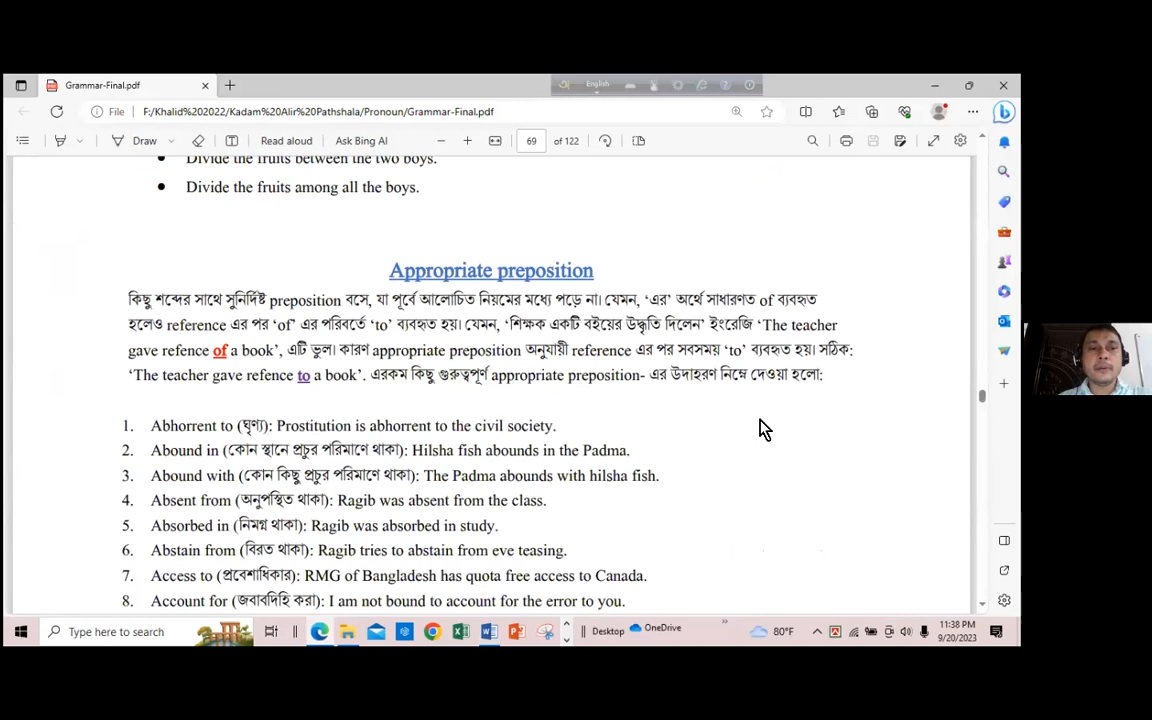 Grammar-Final.pdf
English
File F:/Khalid%202022/Kadam%20Alir%20Pathshala/Pronoun/Grammar-Final.pdf
Draw Read aloud Ask Bing AI 69 of 122
• Divide the fruits between the two boys.
• Divide the fruits among all the boys.
Appropriate preposition
কিছু শব্দের সাথে সুনির্দিষ্ট preposition বসে, যা পূর্বে আলোচিত নিয়মের মধ্যে পড়ে না। যেমন, ‘এর’ অর্থে সাধারণত of ব্যবহৃত
হলেও reference এর পর ‘of’ এর পরিবর্তে ‘to’ ব্যবহৃত হয়। যেমন, ‘শিক্ষক একটি বইয়ের উদ্ধৃতি দিলেন’ ইংরেজি ‘The teacher
gave refence of a book’, এটি ভুল। কারণ appropriate preposition অনুযায়ী reference এর পর সবসময় ‘to’ ব্যবহৃত হয়। সঠিক:
‘The teacher gave refence to a book’. এরকম কিছু গুরুত্বপূর্ণ appropriate preposition- এর উদাহরণ নিম্নে দেওয়া হলো:
1. Abhorrent to (ঘৃণ্য): Prostitution is abhorrent to the civil society.
2. Abound in (কোন স্থানে প্রচুর পরিমাণে থাকা): Hilsha fish abounds in the Padma.
3. Abound with (কোন কিছু প্রচুর পরিমাণে থাকা): The Padma abounds with hilsha fish.
4. Absent from (অনুপস্থিত থাকা): Ragib was absent from the class.
5. Absorbed in (নিমগ্ন থাকা): Ragib was absorbed in study.
6. Abstain from (বিরত থাকা): Ragib tries to abstain from eve teasing.
7. Access to (প্রবেশাধিকার): RMG of Bangladesh has quota free access to Canada.
8. Account for (জবাবদিহি করা): I am not bound to account for the error to you.
Type here to search Desktop OneDrive 80°F 11:38 PM
9/20/2023